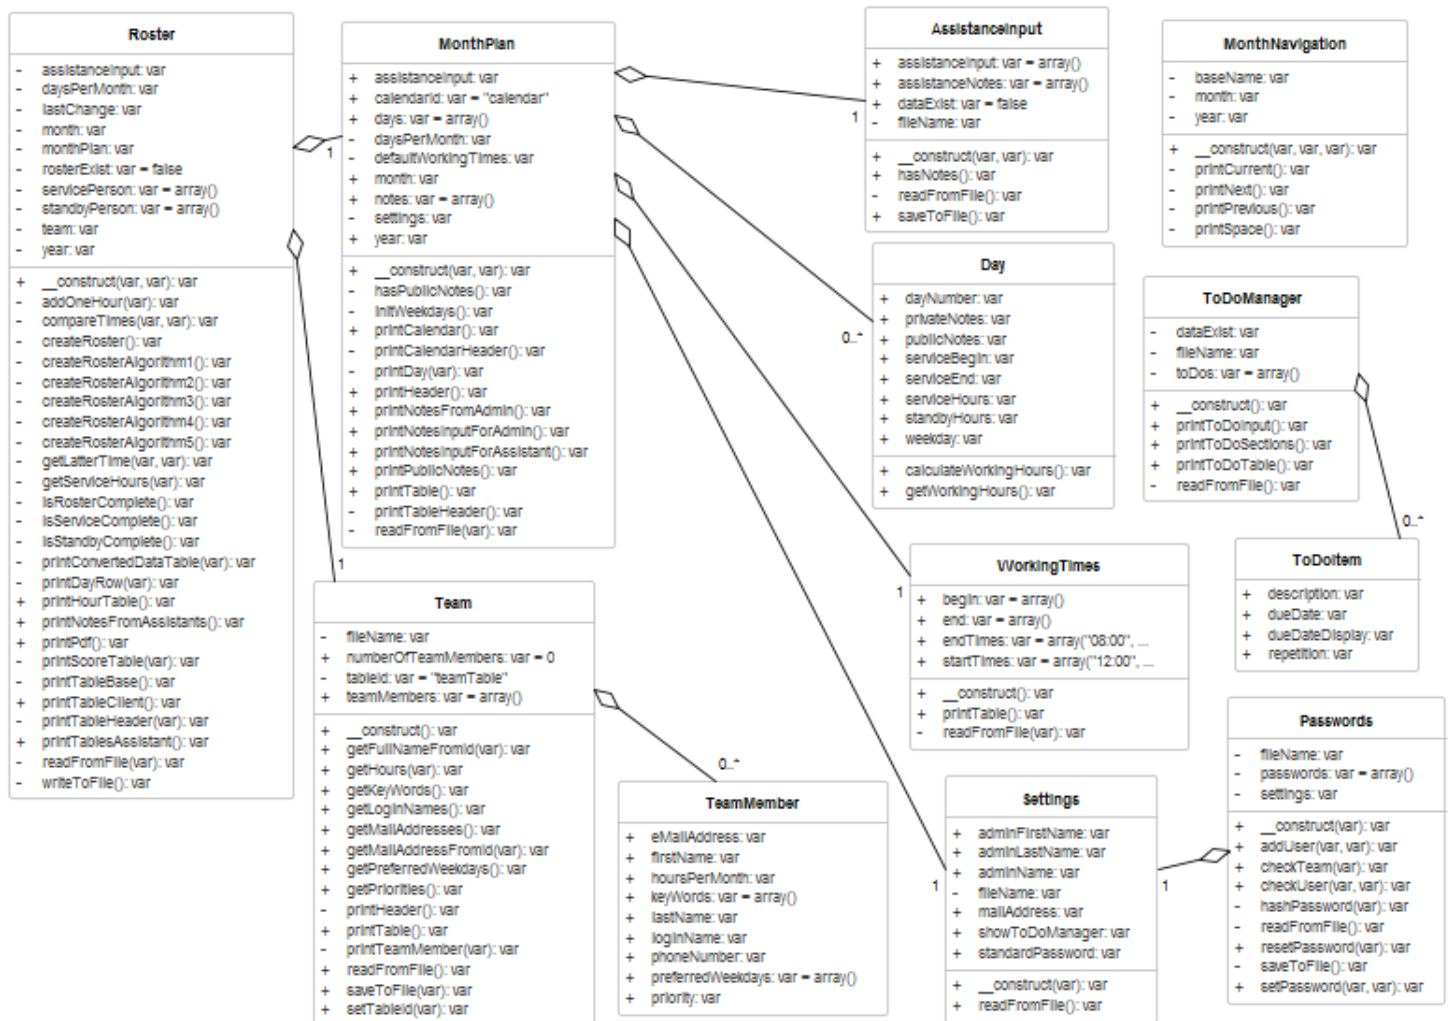 Roster
- assistanceInput: var
- daysPerMonth: var
- lastChange: var
- month: var
- monthPlan: var
- rosterExist: var = false
- servicePerson: var = array()
- standbyPerson: var = array()
- team: var
- year: var
+ __construct(var, var): var
- addOneHour(var): var
- compareTimes(var, var): var
- createRoster(): var
- createRosterAlgorithm1(): var
- createRosterAlgorithm2(): var
- createRosterAlgorithm3(): var
- createRosterAlgorithm4(): var
- createRosterAlgorithm5(): var
- getLatterTime(var, var): var
- getServiceHours(var): var
- isRosterComplete(): var
- isServiceComplete(): var
- isStandbyComplete(): var
- printConvertedDataTable(var): var
- printDayRow(var): var
+ printHourTable(): var
+ printNotesFromAssistants(): var
+ printPdf(): var
- printScoreTable(var): var
- printTableBase(): var
+ printTableClient(): var
- printTableHeader(var): var
+ printTablesAssistant(): var
- readFromFile(var): var
- writeToFile(): var
1
1
MonthPlan
+ assistanceInput: var
+ calendarId: var = "calendar"
+ days: var = array()
- daysPerMonth: var
- defaultWorkingTimes: var
+ month: var
+ notes: var = array()
- settings: var
+ year: var
+ __construct(var, var): var
- hasPublicNotes(): var
- initWeekdays(): var
+ printCalendar(): var
- printCalendarHeader(): var
- printDay(var): var
+ printHeader(): var
+ printNotesFromAdmin(): var
+ printNotesInputForAdmin(): var
+ printNotesInputForAssistant(): var
+ printPublicNotes(): var
+ printTable(): var
- printTableHeader(): var
- readFromFile(var): var
Team
- fileName: var
+ numberOfTeamMembers: var = 0
- tableId: var = "teamTable"
+ teamMembers: var = array()
+ __construct(): var
+ getFullNameFromId(var): var
+ getHours(var): var
+ getKeyWords(): var
+ getLoginNames(): var
+ getMailAddresses(): var
+ getMailAddressFromId(var): var
+ getPreferredWeekdays(): var
+ getPriorities(): var
- printHeader(): var
+ printTable(): var
- printTeamMember(var): var
+ readFromFile(): var
+ saveToFile(var): var
+ setTableId(var): var
0..*
TeamMember
+ eMailAddress: var
+ firstName: var
+ hoursPerMonth: var
+ keyWords: var = array()
+ lastName: var
+ loginName: var
+ phoneNumber: var
+ preferredWeekdays: var = array()
+ priority: var
AssistanceInput
+ assistanceInput: var = array()
+ assistanceNotes: var = array()
+ dataExist: var = false
- fileName: var
+ __construct(var, var): var
+ hasNotes(): var
- readFromFile(): var
+ saveToFile(): var
1
Day
+ dayNumber: var
+ privateNotes: var
+ publicNotes: var
+ serviceBegin: var
+ serviceEnd: var
+ serviceHours: var
+ standbyHours: var
+ weekday: var
+ calculateWorkingHours(): var
+ getWorkingHours(): var
0..*
WorkingTimes
+ begin: var = array()
+ end: var = array()
+ endTimes: var = array("08:00", ...
+ startTimes: var = array("12:00", ...
+ __construct(): var
+ printTable(): var
- readFromFile(var): var
1
Settings
+ adminFirstName: var
+ adminLastName: var
+ adminName: var
- fileName: var
+ mailAddress: var
+ showToDoManager: var
+ standardPassword: var
+ __construct(var): var
+ readFromFile(): var
1
1
MonthNavigation
- baseName: var
- month: var
- year: var
+ __construct(var, var, var): var
- printCurrent(): var
- printNext(): var
- printPrevious(): var
- printSpace(): var
ToDoManager
- dataExist: var
- fileName: var
- toDos: var = array()
+ __construct(): var
+ printToDoInput(): var
+ printToDoSections(): var
+ printToDoTable(): var
- readFromFile(): var
0..*
ToDoItem
+ description: var
+ dueDate: var
+ dueDateDisplay: var
+ repetition: var
Passwords
- fileName: var
- passwords: var = array()
- settings: var
+ __construct(var): var
+ addUser(var, var): var
+ checkTeam(var): var
+ checkUser(var, var): var
- hashPassword(var): var
- readFromFile(): var
+ resetPassword(var): var
- saveToFile(): var
+ setPassword(var, var): var